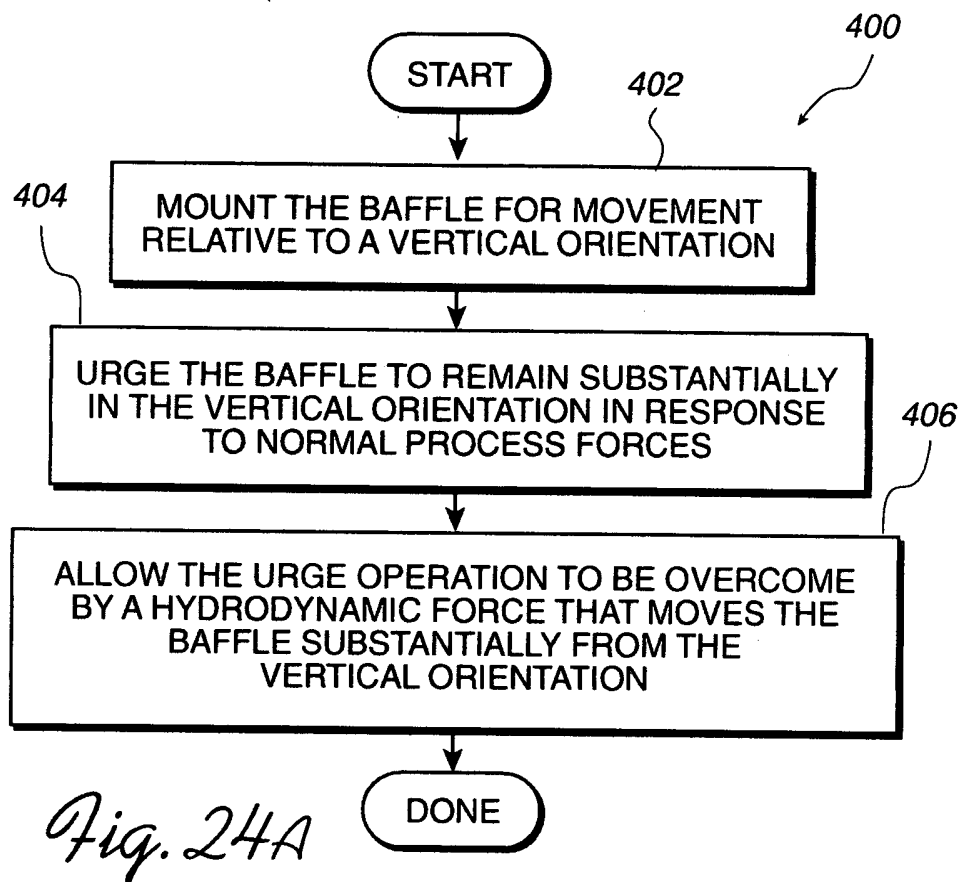 400
START
402
MOUNT THE BAFFLE FOR MOVEMENT
RELATIVE TO A VERTICAL ORIENTATION
404
URGE THE BAFFLE TO REMAIN SUBSTANTIALLY
IN THE VERTICAL ORIENTATION IN RESPONSE
TO NORMAL PROCESS FORCES
406
ALLOW THE URGE OPERATION TO BE OVERCOME
BY A HYDRODYNAMIC FORCE THAT MOVES THE
BAFFLE SUBSTANTIALLY FROM THE
VERTICAL ORIENTATION
DONE
Fig. 24A